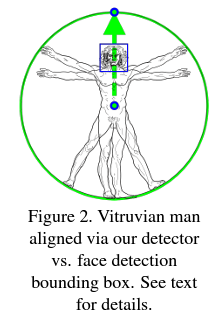 Figure 2. Vitruvian man
aligned via our detector
vs. face detection
bounding box. See text
for details.